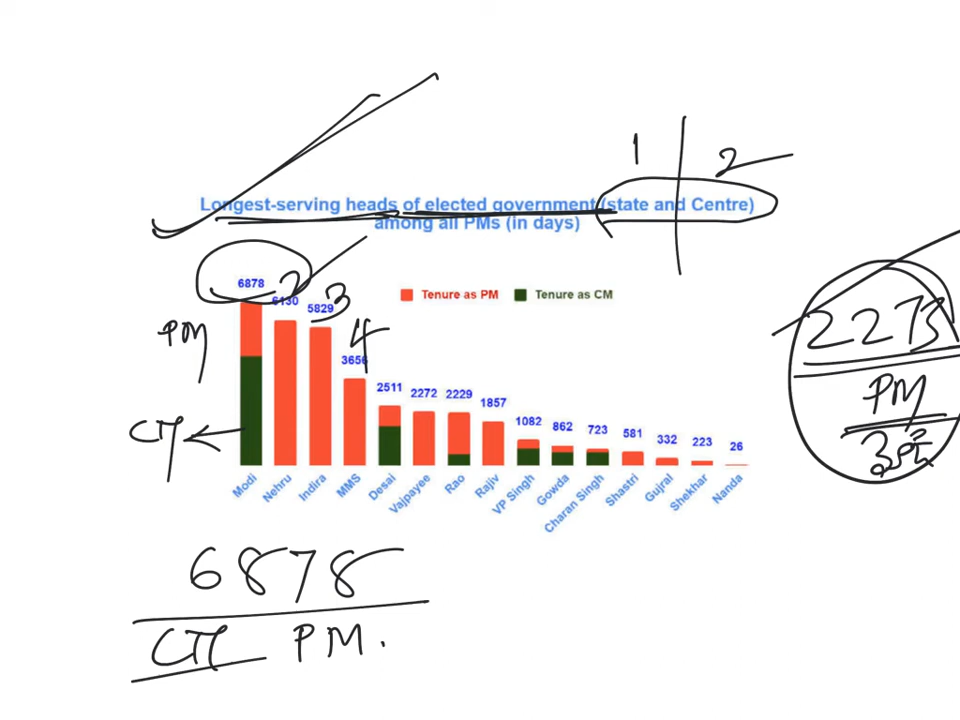 1 2
Longest-serving heads of elected government (state and Centre)
among all PMs (in days)
Tenure as PM Tenure as CM
6878 6130 5829 3656 2511 2272 2229 1857 1082 862 723 581 332 223 26
2 3 4
PM
Modi Nehru Indira MMS Desai Vajpayee Rao Rajiv VP Singh Gowda Charan Singh Shastri Gujral Shekhar Nanda
2273
PM
6878
PM.